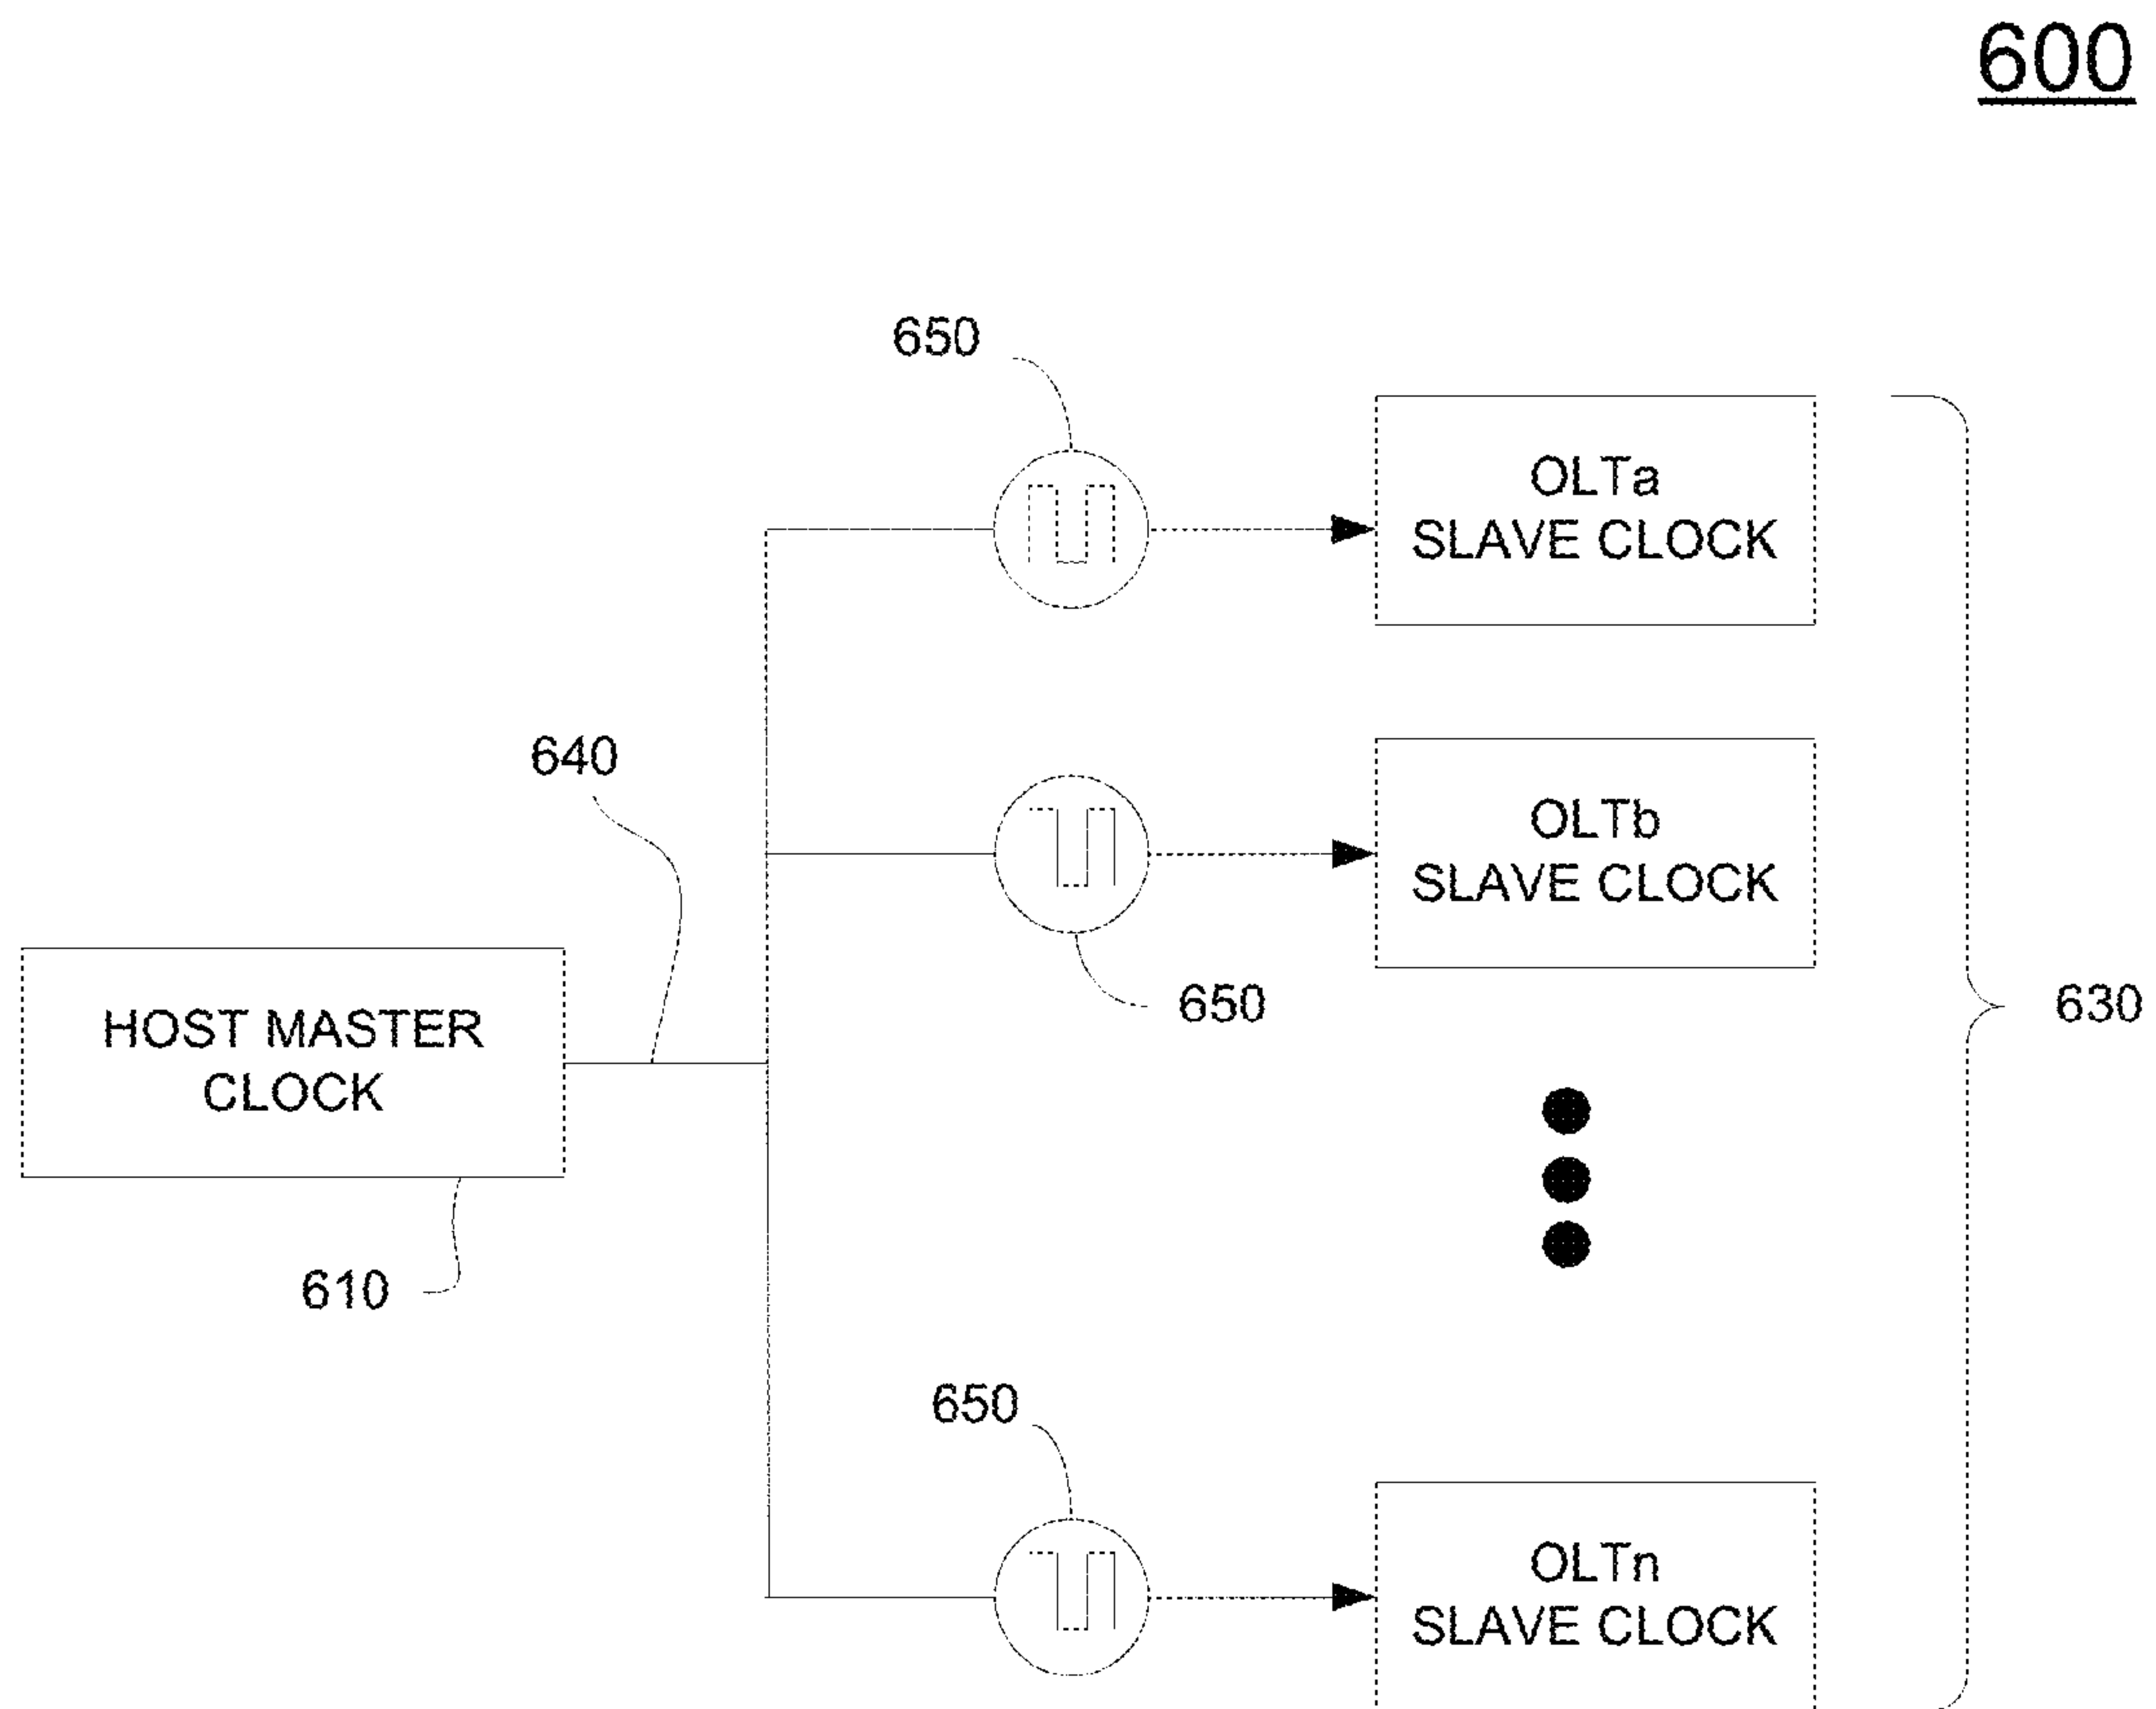 600
650
OLTa
SLAVE CLOCK
640
OLTb
SLAVE CLOCK
650
630
HOST MASTER
CLOCK
610
650
OLTn
SLAVE CLOCK